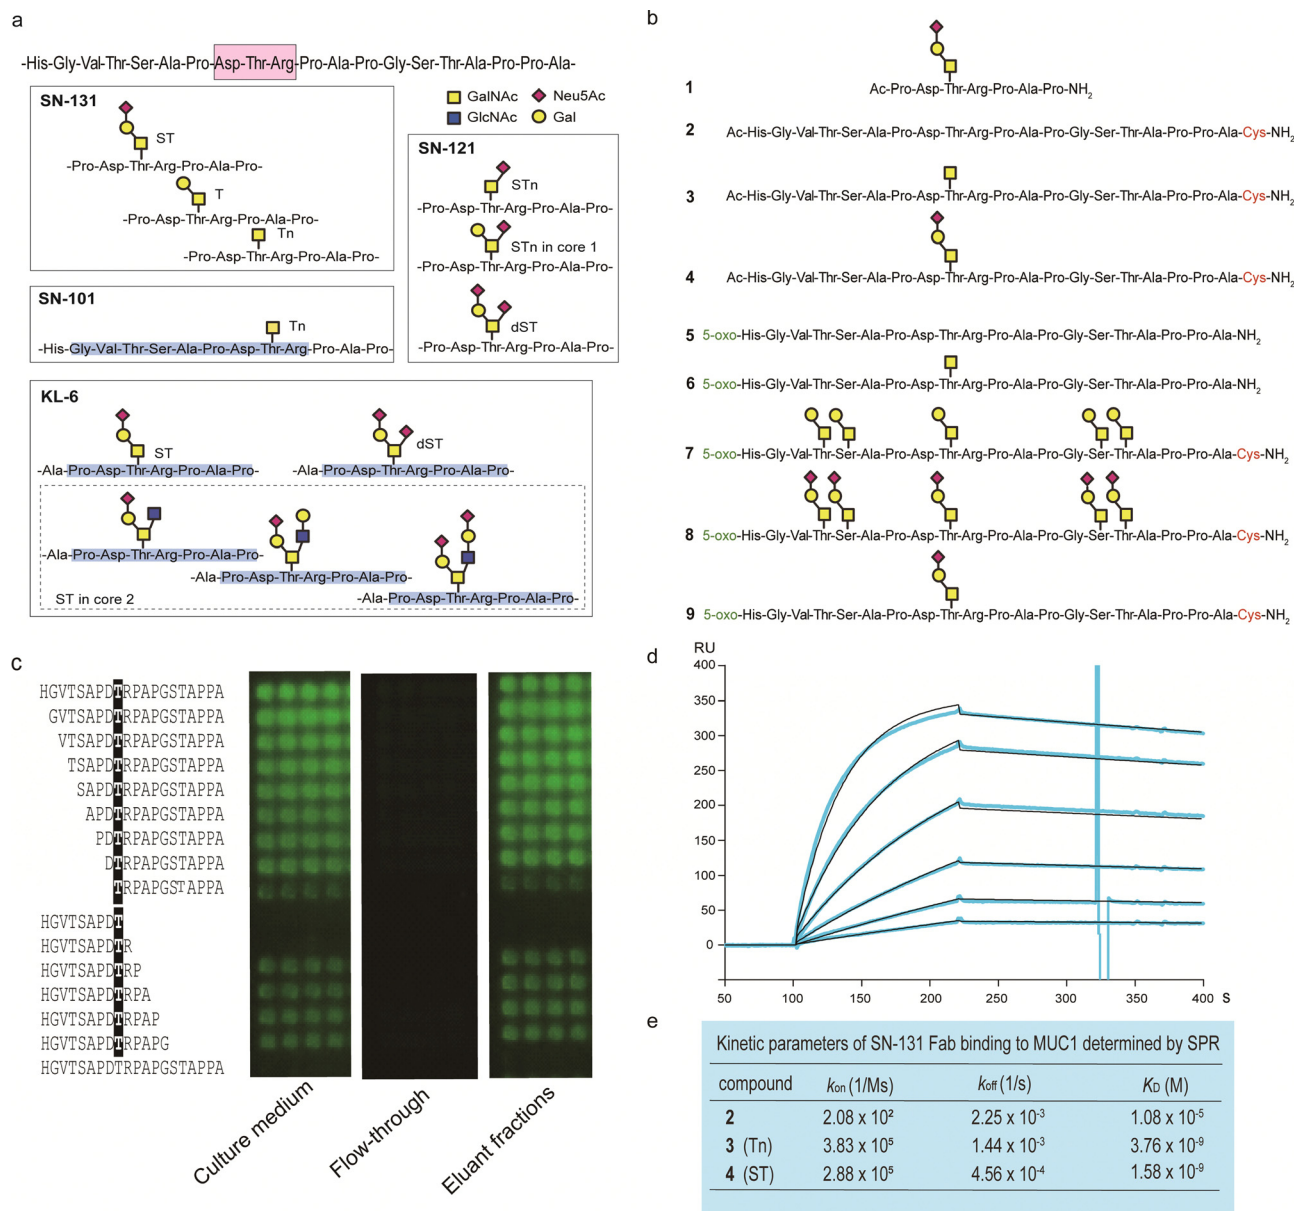 a
-His-Gly-Val-Thr-Ser-Ala-Pro-Asp-Thr-Arg-Pro-Ala-Pro-Gly-Ser-Thr-Ala-Pro-Pro-Ala-
SN-131
ST
-Pro-Asp-Thr-Arg-Pro-Ala-Pro-
T
-Pro-Asp-Thr-Arg-Pro-Ala-Pro-
Tn
-Pro-Asp-Thr-Arg-Pro-Ala-Pro-
GalNAc
Neu5Ac
GlcNAc
Gal
SN-121
STn
-Pro-Asp-Thr-Arg-Pro-Ala-Pro-
STn in core 1
-Pro-Asp-Thr-Arg-Pro-Ala-Pro-
dST
-Pro-Asp-Thr-Arg-Pro-Ala-Pro-
SN-101
Tn
-His-Gly-Val-Thr-Ser-Ala-Pro-Asp-Thr-Arg-Pro-Ala-Pro-
KL-6
ST
-Ala-Pro-Asp-Thr-Arg-Pro-Ala-Pro-
dST
-Ala-Pro-Asp-Thr-Arg-Pro-Ala-Pro-
-Ala-Pro-Asp-Thr-Arg-Pro-Ala-Pro-
-Ala-Pro-Asp-Thr-Arg-Pro-Ala-Pro-
-Ala-Pro-Asp-Thr-Arg-Pro-Ala-Pro-
ST in core 2
b
1 Ac-Pro-Asp-Thr-Arg-Pro-Ala-Pro-NH2
2 Ac-His-Gly-Val-Thr-Ser-Ala-Pro-Asp-Thr-Arg-Pro-Ala-Pro-Gly-Ser-Thr-Ala-Pro-Pro-Ala-Cys-NH2
3 Ac-His-Gly-Val-Thr-Ser-Ala-Pro-Asp-Thr-Arg-Pro-Ala-Pro-Gly-Ser-Thr-Ala-Pro-Pro-Ala-Cys-NH2
4 Ac-His-Gly-Val-Thr-Ser-Ala-Pro-Asp-Thr-Arg-Pro-Ala-Pro-Gly-Ser-Thr-Ala-Pro-Pro-Ala-Cys-NH2
5 5-oxo-His-Gly-Val-Thr-Ser-Ala-Pro-Asp-Thr-Arg-Pro-Ala-Pro-Gly-Ser-Thr-Ala-Pro-Pro-Ala-NH2
6 5-oxo-His-Gly-Val-Thr-Ser-Ala-Pro-Asp-Thr-Arg-Pro-Ala-Pro-Gly-Ser-Thr-Ala-Pro-Pro-Ala-NH2
7 5-oxo-His-Gly-Val-Thr-Ser-Ala-Pro-Asp-Thr-Arg-Pro-Ala-Pro-Gly-Ser-Thr-Ala-Pro-Pro-Ala-Cys-NH2
8 5-oxo-His-Gly-Val-Thr-Ser-Ala-Pro-Asp-Thr-Arg-Pro-Ala-Pro-Gly-Ser-Thr-Ala-Pro-Pro-Ala-Cys-NH2
9 5-oxo-His-Gly-Val-Thr-Ser-Ala-Pro-Asp-Thr-Arg-Pro-Ala-Pro-Gly-Ser-Thr-Ala-Pro-Pro-Ala-Cys-NH2
c
HGVTSAPDTRPAPGSTAPPA
GVTSAPDTRPAPGSTAPPA
VTSAPDTRPAPGSTAPPA
TSAPDTRPAPGSTAPPA
SAPDTRPAPGSTAPPA
APDTRPAPGSTAPPA
PDTRPAPGSTAPPA
DTRPAPGSTAPPA
TRPAPGSTAPPA
HGVTSAPDT
HGVTSAPDTR
HGVTSAPDTRP
HGVTSAPDTRPA
HGVTSAPDTRPAP
HGVTSAPDTRPAPG
HGVTSAPDTRPAPGSTAPPA
Culture medium
Flow-through
Eluant fractions
d
RU
400
350
300
250
200
150
100
50
0
50 100 150 200 250 300 350 400 S
e
Kinetic parameters of SN-131 Fab binding to MUC1 determined by SPR
compound kon (1/Ms) koff (1/s) KD (M)
2 2.08 x 10² 2.25 x 10⁻³ 1.08 x 10⁻⁵
3 (Tn) 3.83 x 10⁵ 1.44 x 10⁻³ 3.76 x 10⁻⁹
4 (ST) 2.88 x 10⁵ 4.56 x 10⁻⁴ 1.58 x 10⁻⁹